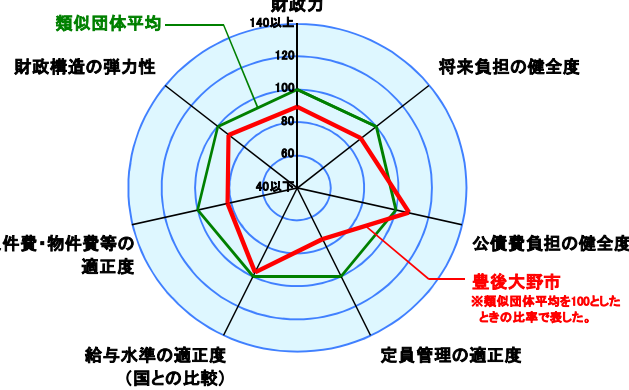 財政力
類似団体平均
140以上
120
100
80
60
40以下
財政構造の弾力性
将来負担の健全度
件費・物件費等の
適正度
公債費負担の健全度
豊後大野市
※類似団体平均を100とした
ときの比率で表した。
給与水準の適正度
（国との比較）
定員管理の適正度